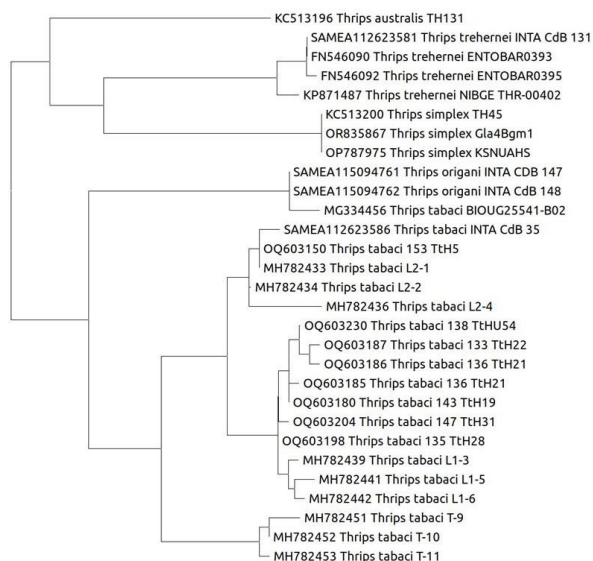 KC513196 Thrips australis TH131
SAMEA112623581 Thrips trehernei INTA CdB 131
FN546090 Thrips trehernei ENTOBAR0393
FN546092 Thrips trehernei ENTOBAR0395
KP871487 Thrips trehernei NIBGE THR-00402
KC513200 Thrips simplex TH45
OR835867 Thrips simplex Gla4Bgm1
OP787975 Thrips simplex KSNUAHS
SAMEA115094761 Thrips origani INTA CDB 147
SAMEA115094762 Thrips origani INTA CdB 148
MG334456 Thrips tabaci BIOUG25541-B02
SAMEA112623586 Thrips tabaci INTA CdB 35
OQ603150 Thrips tabaci 153 TtH5
MH782433 Thrips tabaci L2-1
MH782434 Thrips tabaci L2-2
MH782436 Thrips tabaci L2-4
OQ603230 Thrips tabaci 138 TtHU54
OQ603187 Thrips tabaci 133 TtH22
OQ603186 Thrips tabaci 136 TtH21
OQ603185 Thrips tabaci 136 TtH21
OQ603180 Thrips tabaci 143 TtH19
OQ603204 Thrips tabaci 147 TtH31
OQ603198 Thrips tabaci 135 TtH28
MH782439 Thrips tabaci L1-3
MH782441 Thrips tabaci L1-5
MH782442 Thrips tabaci L1-6
MH782451 Thrips tabaci T-9
MH782452 Thrips tabaci T-10
MH782453 Thrips tabaci T-11